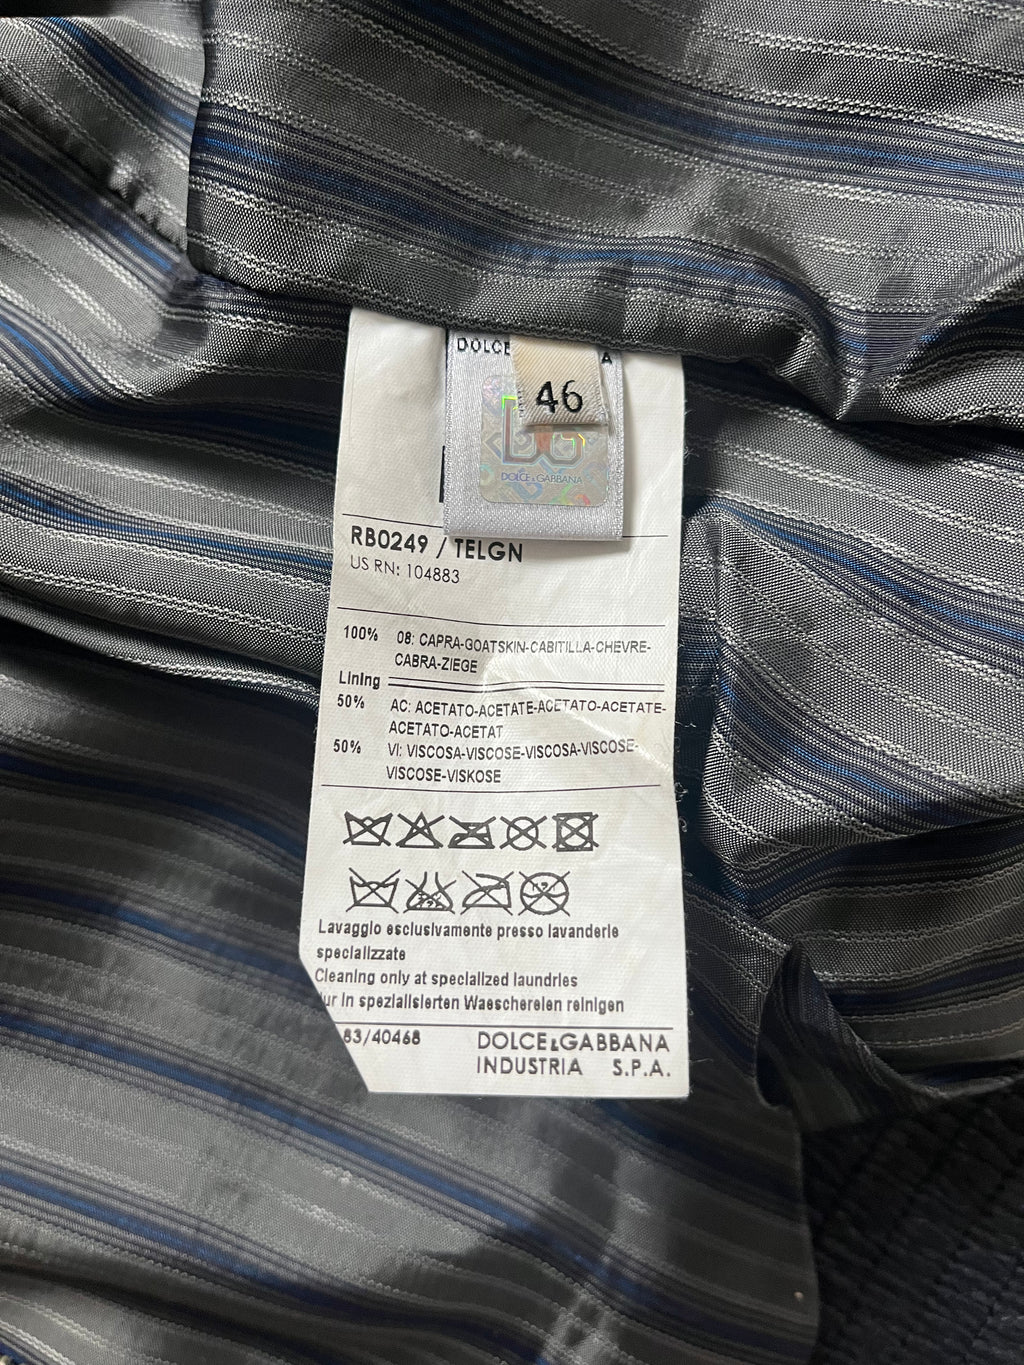 DOLCE A
46
DG
DOLCE & GABBANA
RB0249 / TELGN
US RN: 104883
100% 08: CAPRA-GOATSKIN-CABITILLA-CHEVRE-
CABRA-ZIEGE
Lining
50% AC: ACETATO-ACETATE-ACETATO-ACETATE-
ACETATO-ACETAT
50% VI: VISCOSA-VISCOSE-VISCOSA-VISCOSE-
VISCOSE-VISKOSE
Lavaggio esclusivamente presso lavanderie
specializzate
Cleaning only at specialized laundries
ur in spezialisierten Waeschereien reinigen
83/40468 DOLCE&GABBANA
INDUSTRIA S.P.A.